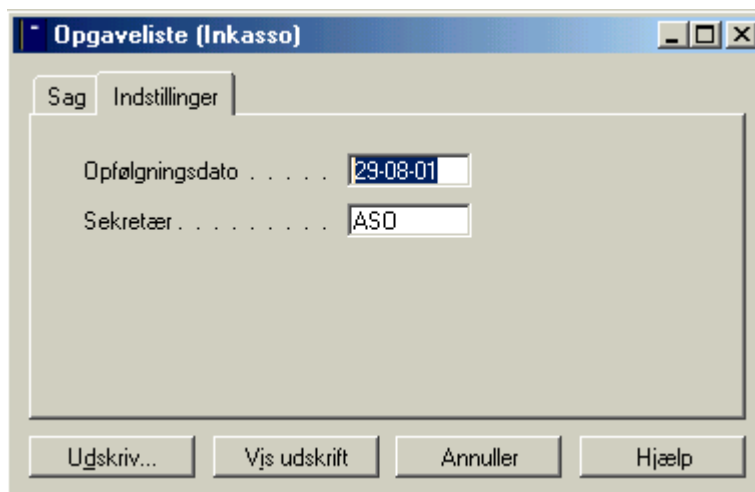 Opgaveliste (Inkasso)
Sag Indstillinger
Opfølgningsdato . . . . . 29-08-01
Sekretær . . . . . . . . . ASO
Udskriv... Vis udskrift Annuller Hjælp